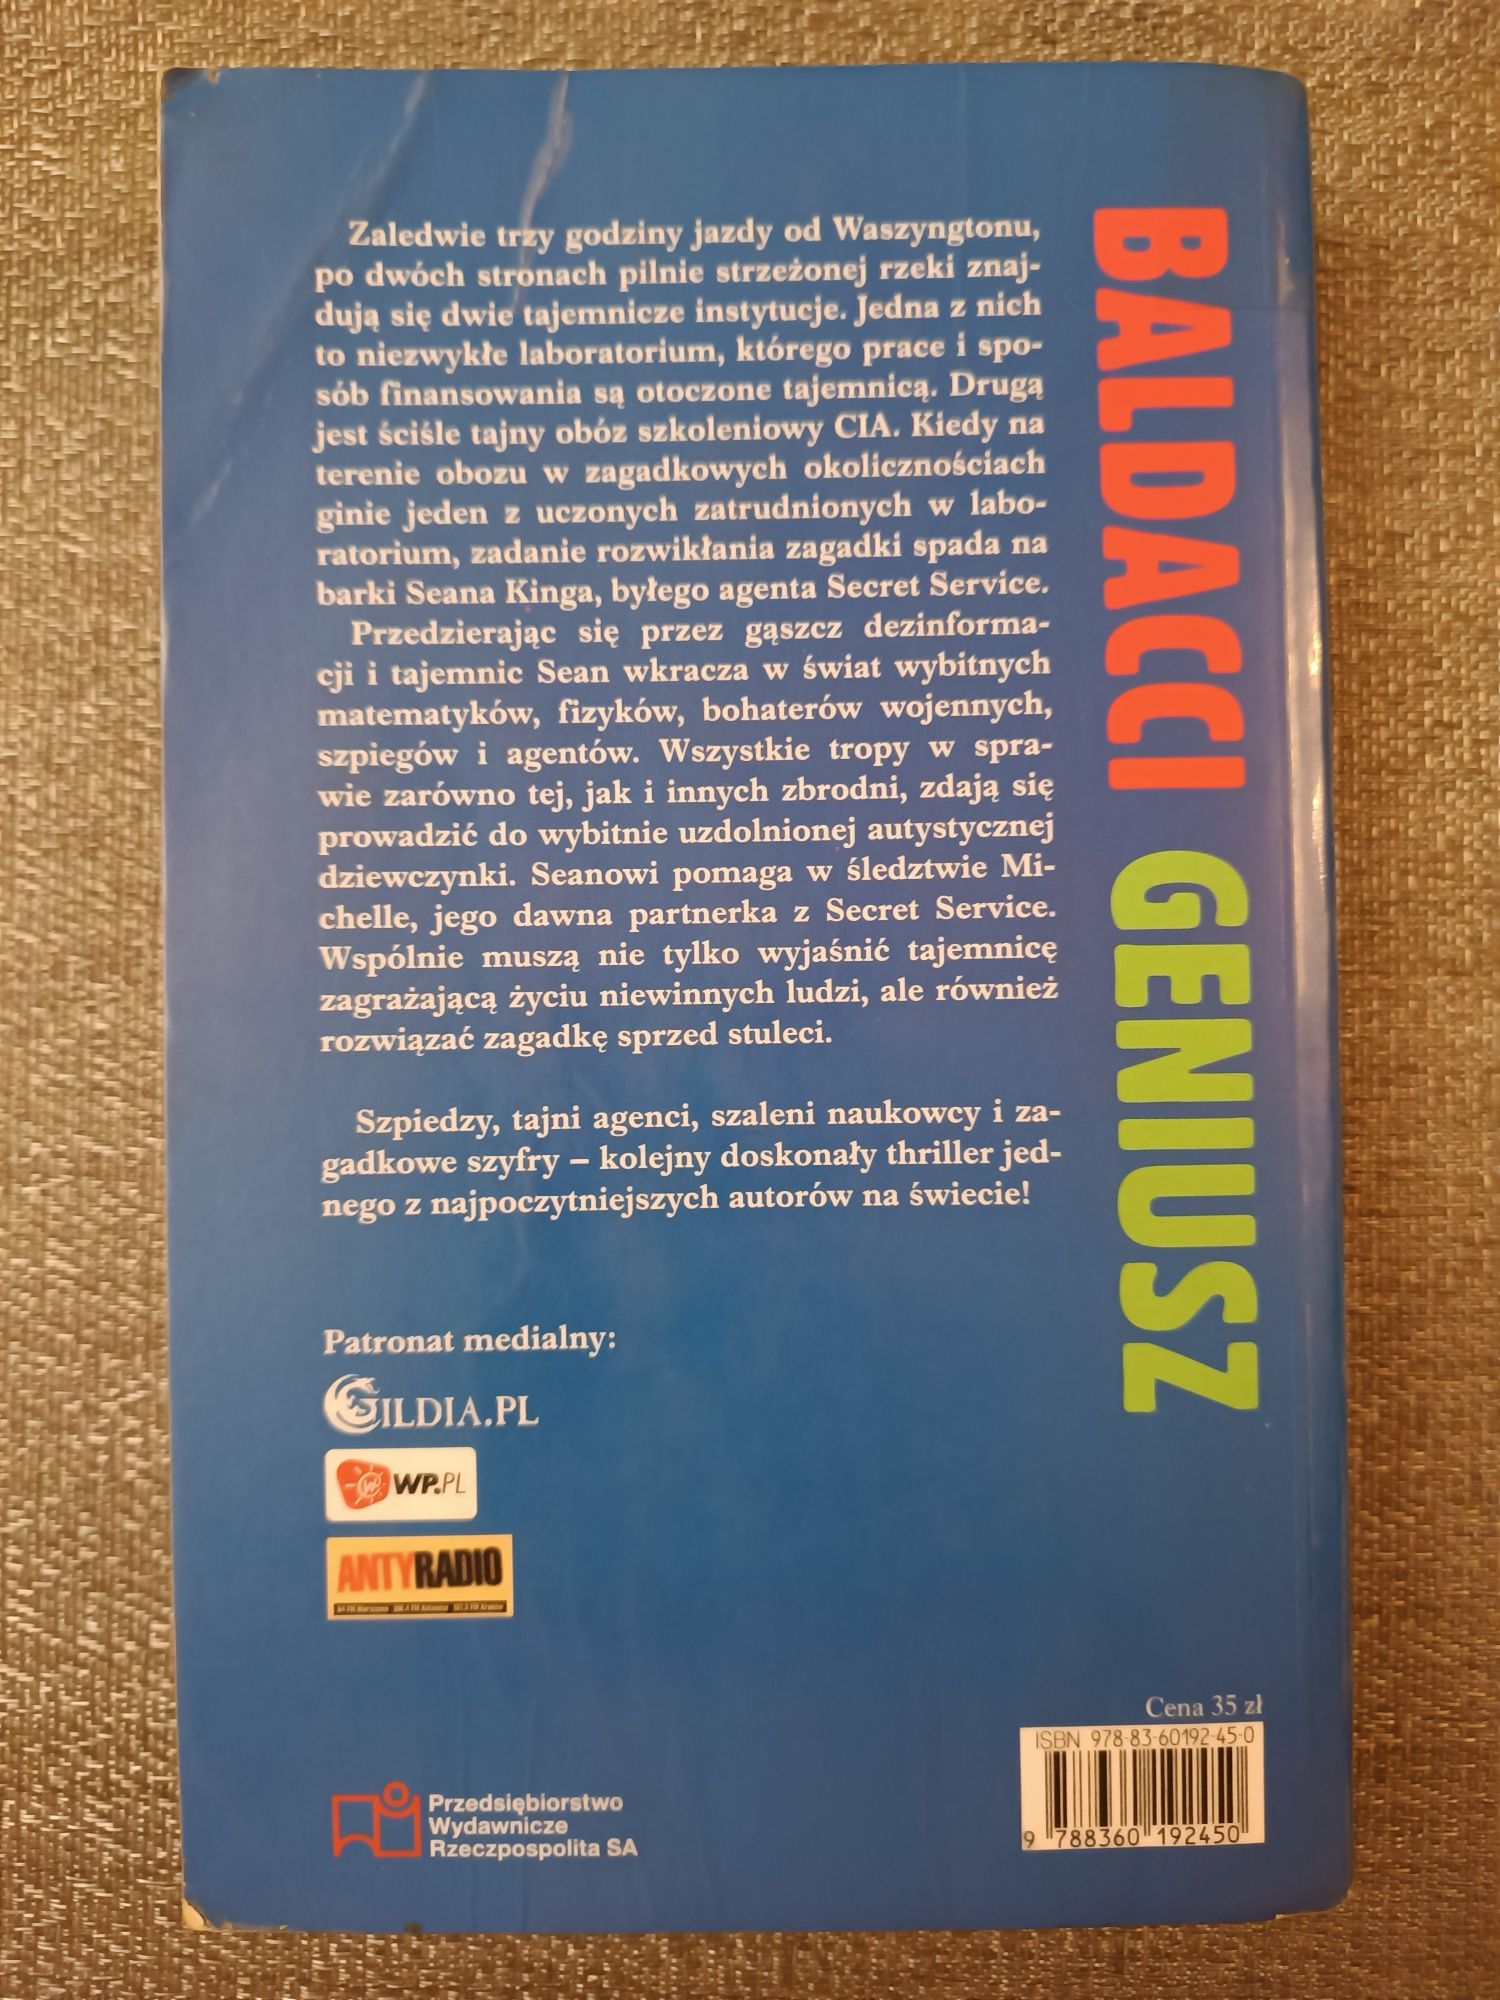 Zaledwie trzy godziny jazdy od Waszyngtonu,
po dwóch stronach pilnie strzeżonej rzeki znaj-
dują się dwie tajemnicze instytucje. Jedna z nich
to niezwykłe laboratorium, którego prace i spo-
sób finansowania są otoczone tajemnicą. Drugą
jest ściśle tajny obóz szkoleniowy CIA. Kiedy na
terenie obozu w zagadkowych okolicznościach
ginie jeden z uczonych zatrudnionych w labo-
ratorium, zadanie rozwikłania zagadki spada na
barki Seana Kinga, byłego agenta Secret Service.
Przedzierając się przez gąszcz dezinforma-
cji i tajemnic Sean wkracza w świat wybitnych
matematyków, fizyków, bohaterów wojennych,
szpiegów i agentów. Wszystkie tropy w spra-
wie zarówno tej, jak i innych zbrodni, zdają się
prowadzić do wybitnie uzdolnionej autystycznej
dziewczynki. Seanowi pomaga w śledztwie Mi-
chelle, jego dawna partnerka z Secret Service.
Wspólnie muszą nie tylko wyjaśnić tajemnicę
zagrażającą życiu niewinnych ludzi, ale również
rozwiązać zagadkę sprzed stuleci.
Szpiedzy, tajni agenci, szaleni naukowcy i za-
gadkowe szyfry – kolejny doskonały thriller jed-
nego z najpoczytniejszych autorów na świecie!
BALDACCI GENIUSZ
Patronat medialny:
GILDIA.PL
WP.PL
ANTYRADIO
Cena 35 zł
ISBN 978-83-60192-45-0
9 788360 192450
Przedsiębiorstwo
Wydawnicze
Rzeczpospolita SA